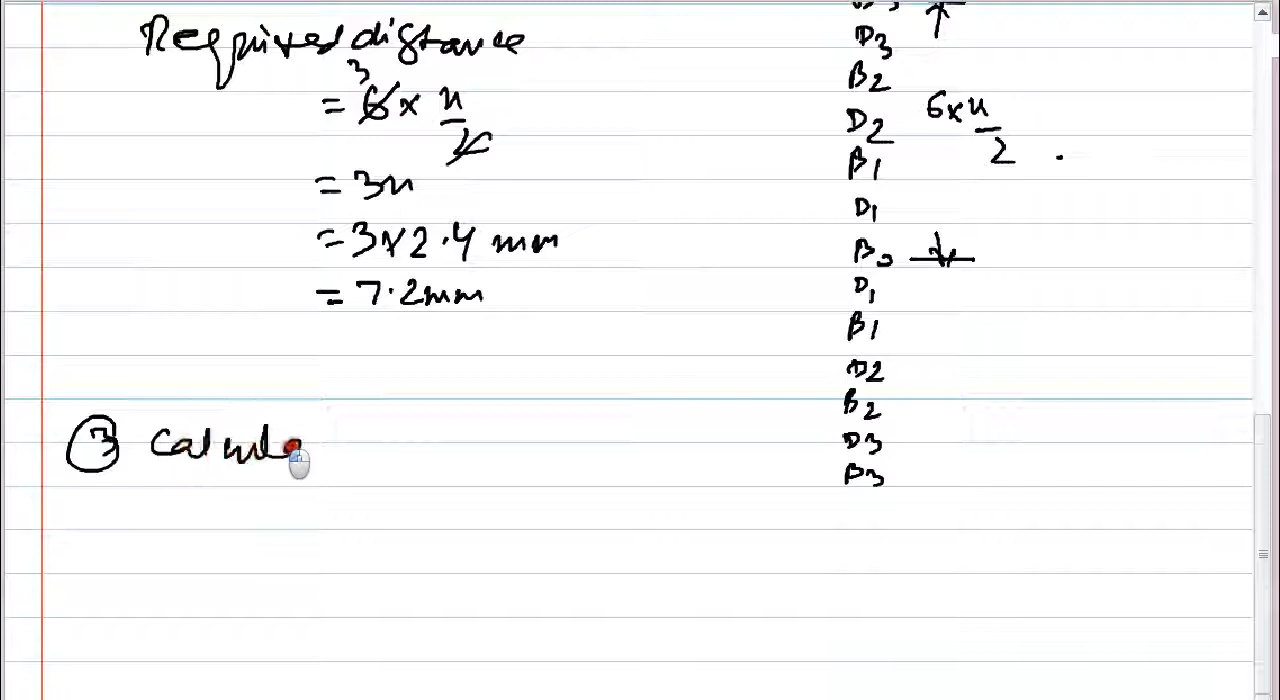 Required distance
3
= 6 × x/2
= 3x
= 3×2.4 mm
= 7.2mm
③ Calcula
D3
B2
D2 6×x/2 .
B1
D1
B0
D1
B1
D2
B2
D3
B3